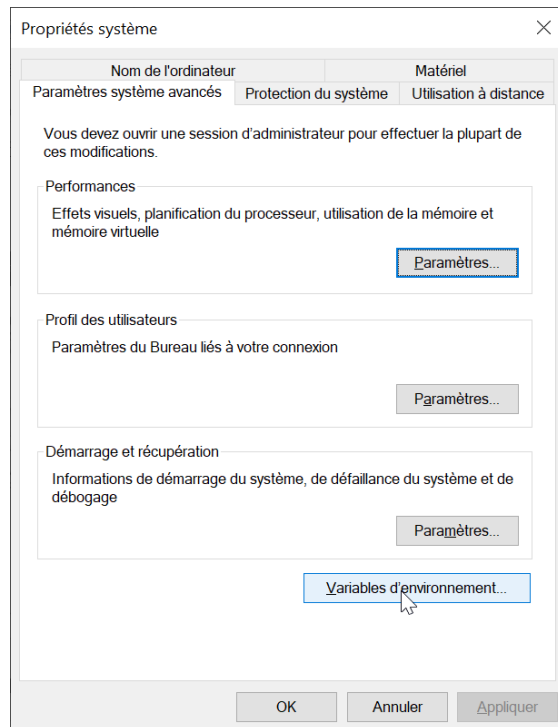 Propriétés système
Nom de l'ordinateur
Matériel
Paramètres système avancés
Protection du système
Utilisation à distance
Vous devez ouvrir une session d'administrateur pour effectuer la plupart de
ces modifications.
Performances
Effets visuels, planification du processeur, utilisation de la mémoire et
mémoire virtuelle
Paramètres...
Profil des utilisateurs
Paramètres du Bureau liés à votre connexion
Paramètres...
Démarrage et récupération
Informations de démarrage du système, de défaillance du système et de
débogage
Paramètres...
Variables d'environnement...
OK
Annuler
Appliquer